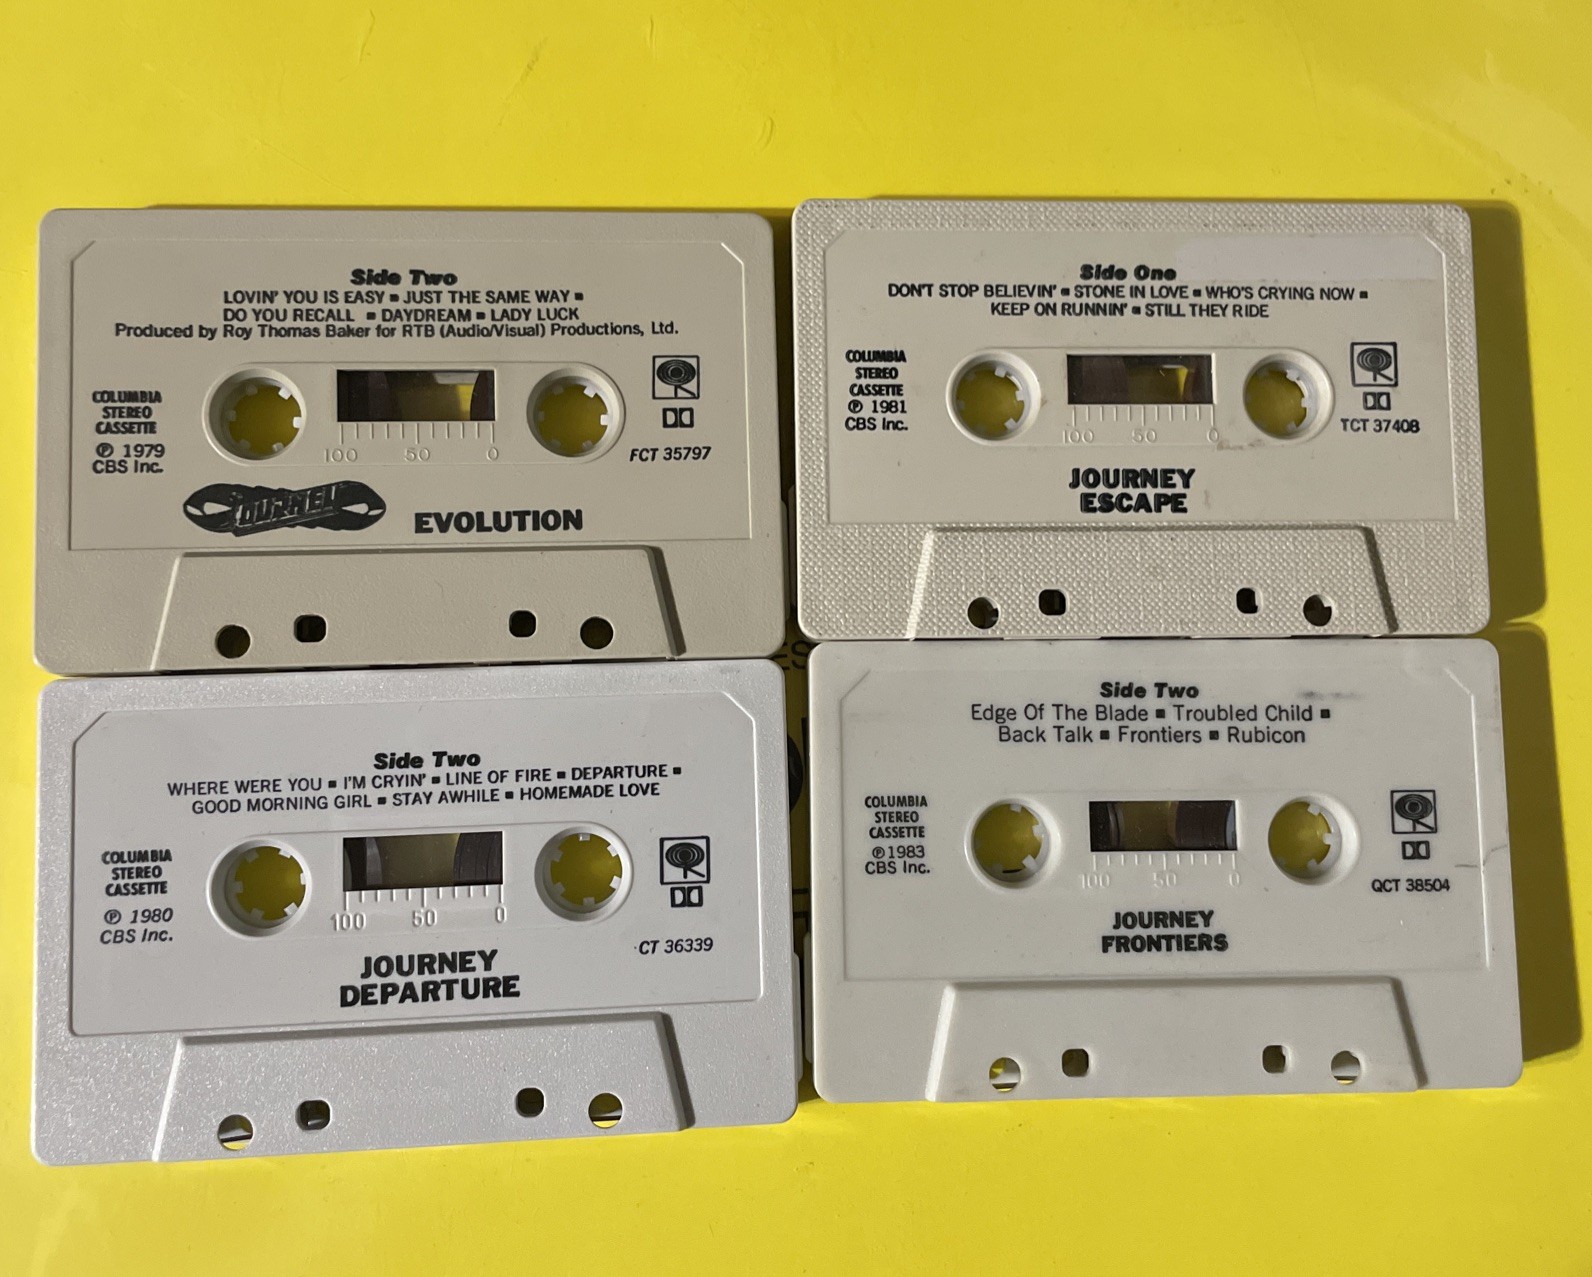 Side Two
LOVIN' YOU IS EASY ▪ JUST THE SAME WAY ▪
DO YOU RECALL ▪ DAYDREAM ▪ LADY LUCK
Produced by Roy Thomas Baker for RTB (Audio/Visual) Productions, Ltd.
COLUMBIA
STEREO
CASSETTE
℗ 1979
CBS Inc.
100 50 0
FCT 35797
JOURNEY
EVOLUTION
Side One
DON'T STOP BELIEVIN' ▪ STONE IN LOVE ▪ WHO'S CRYING NOW ▪
KEEP ON RUNNIN' ▪ STILL THEY RIDE
COLUMBIA
STEREO
CASSETTE
℗ 1981
CBS Inc.
100 50 0
TCT 37408
JOURNEY
ESCAPE
Side Two
WHERE WERE YOU ▪ I'M CRYIN' ▪ LINE OF FIRE ▪ DEPARTURE ▪
GOOD MORNING GIRL ▪ STAY AWHILE ▪ HOMEMADE LOVE
COLUMBIA
STEREO
CASSETTE
℗ 1980
CBS Inc.
100 50 0
CT 36339
JOURNEY
DEPARTURE
Side Two
Edge Of The Blade ▪ Troubled Child ▪
Back Talk ▪ Frontiers ▪ Rubicon
COLUMBIA
STEREO
CASSETTE
℗ 1983
CBS Inc.
100 50 0
QCT 38504
JOURNEY
FRONTIERS